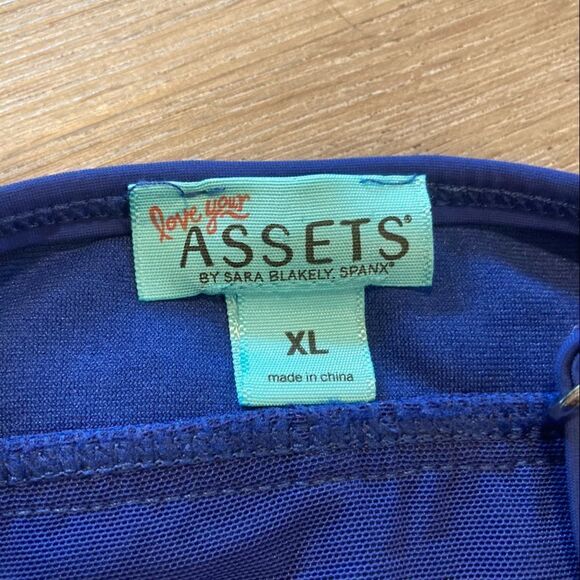 love your
ASSETS®
BY SARA BLAKELY, SPANX®
XL
made in china